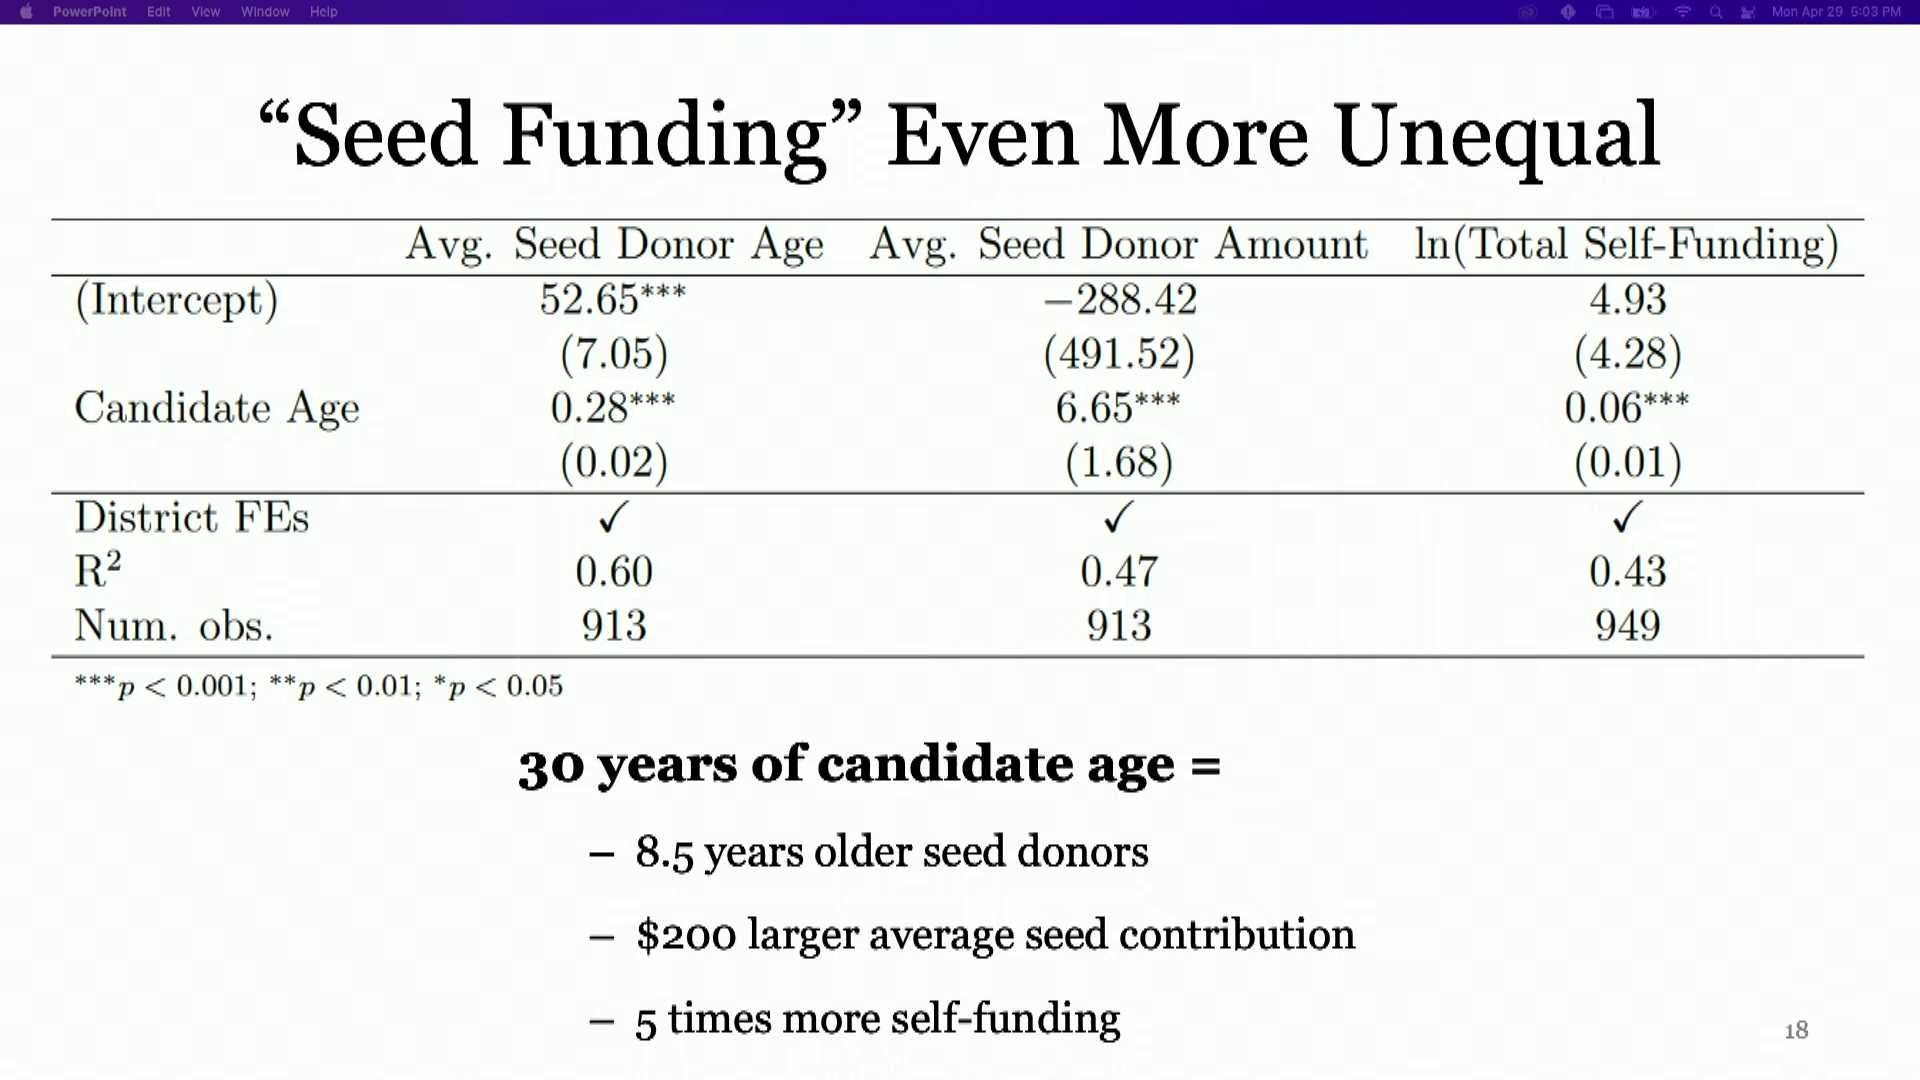 PowerPoint Edit View Window Help Mon Apr 29 5:03 PM
“Seed Funding” Even More Unequal
Avg. Seed Donor Age Avg. Seed Donor Amount ln(Total Self-Funding)
(Intercept) 52.65*** −288.42 4.93
(7.05) (491.52) (4.28)
Candidate Age 0.28*** 6.65*** 0.06***
(0.02) (1.68) (0.01)
District FEs ✓ ✓ ✓
R² 0.60 0.47 0.43
Num. obs. 913 913 949
***p < 0.001; **p < 0.01; *p < 0.05
30 years of candidate age =
– 8.5 years older seed donors
– $200 larger average seed contribution
– 5 times more self-funding
18